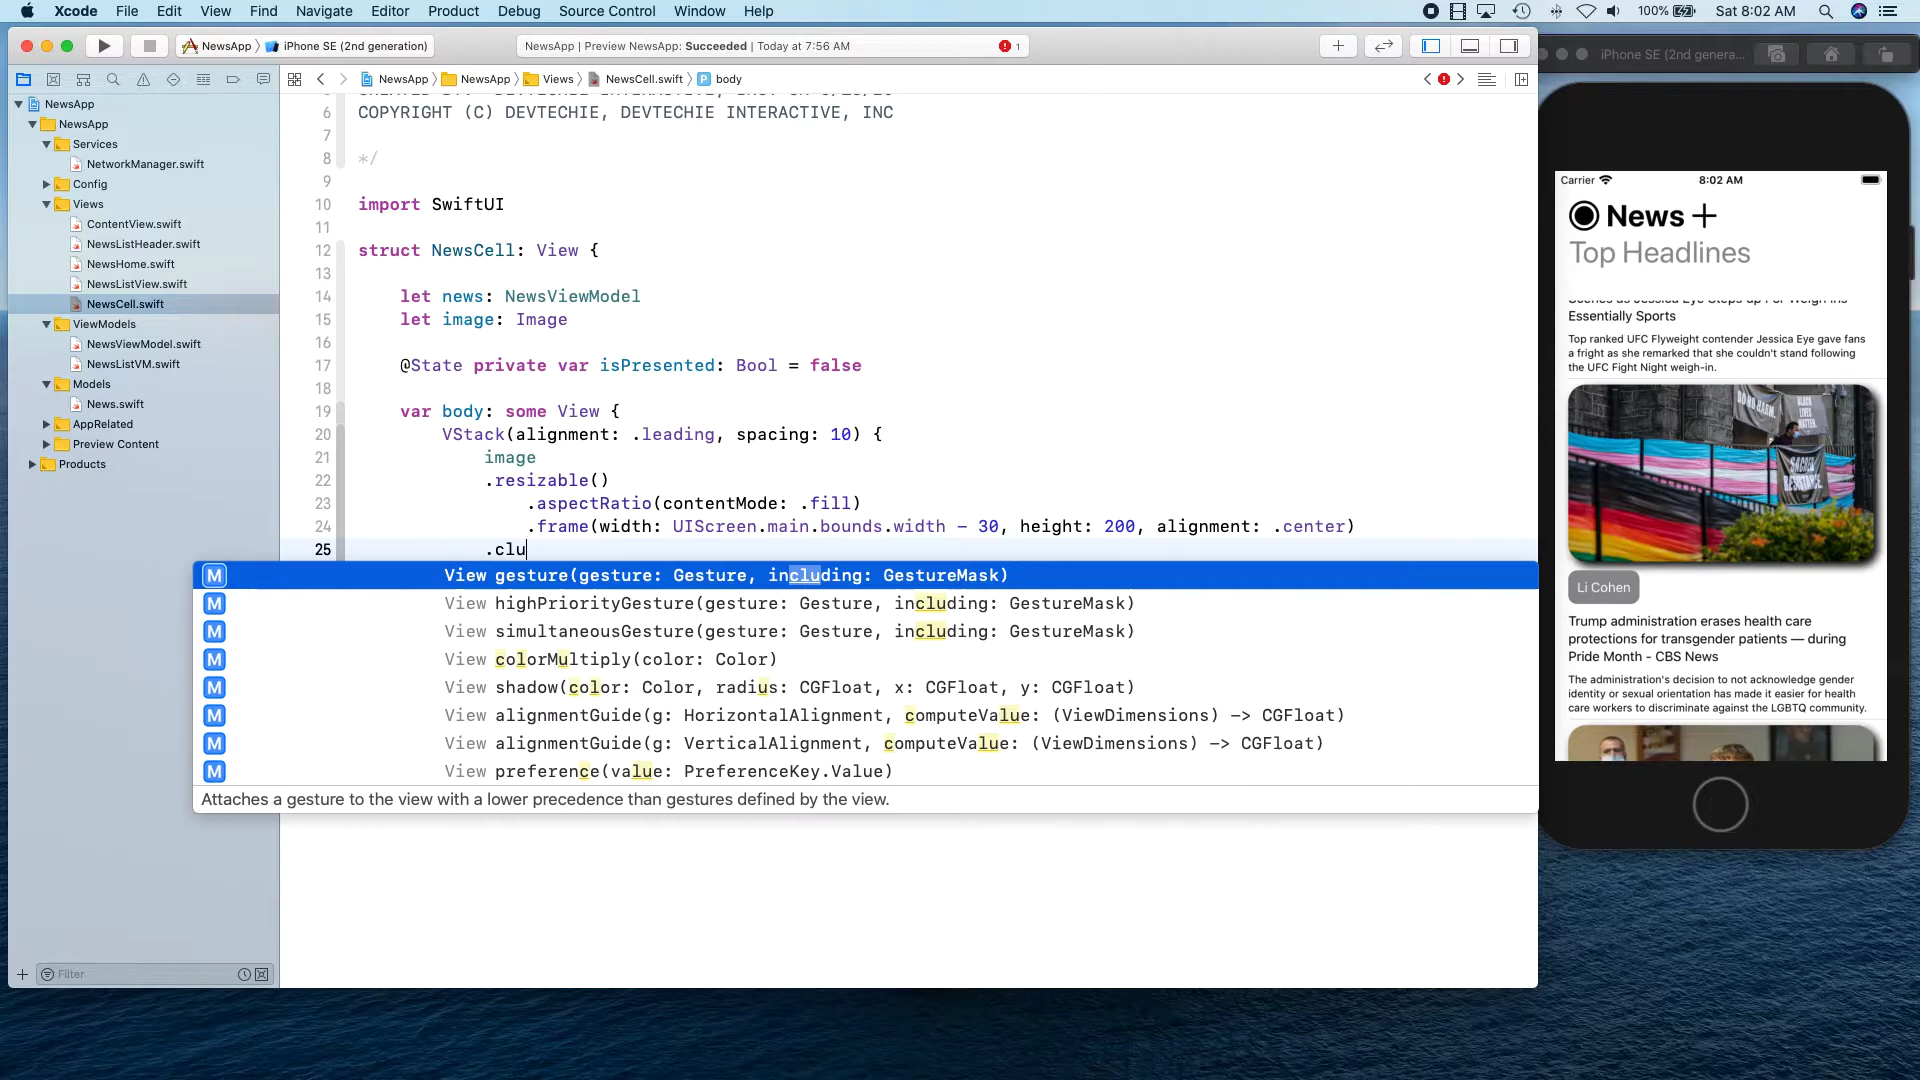 Xcode File Edit View Find Navigate Editor Product Debug Source Control Window Help 100% Sat 8:02 AM
NewsApp iPhone SE (2nd generation) NewsApp | Preview NewsApp: Succeeded | Today at 7:56 AM 1
iPhone SE (2nd genera...
NewsApp NewsApp Views NewsCell.swift body
NewsApp
NewsApp
Services
NetworkManager.swift
Config
Views
ContentView.swift
NewsListHeader.swift
NewsHome.swift
NewsListView.swift
NewsCell.swift
ViewModels
NewsViewModel.swift
NewsListVM.swift
Models
News.swift
AppRelated
Preview Content
Products
Filter
6 COPYRIGHT (C) DEVTECHIE, DEVTECHIE INTERACTIVE, INC
7
8 */
9
10 import SwiftUI
11
12 struct NewsCell: View {
13
14 let news: NewsViewModel
15 let image: Image
16
17 @State private var isPresented: Bool = false
18
19 var body: some View {
20 VStack(alignment: .leading, spacing: 10) {
21 image
22 .resizable()
23 .aspectRatio(contentMode: .fill)
24 .frame(width: UIScreen.main.bounds.width - 30, height: 200, alignment: .center)
25 .clu
M View gesture(gesture: Gesture, including: GestureMask)
M View highPriorityGesture(gesture: Gesture, including: GestureMask)
M View simultaneousGesture(gesture: Gesture, including: GestureMask)
M View colorMultiply(color: Color)
M View shadow(color: Color, radius: CGFloat, x: CGFloat, y: CGFloat)
M View alignmentGuide(g: HorizontalAlignment, computeValue: (ViewDimensions) -> CGFloat)
M View alignmentGuide(g: VerticalAlignment, computeValue: (ViewDimensions) -> CGFloat)
M View preference(value: PreferenceKey.Value)
Attaches a gesture to the view with a lower precedence than gestures defined by the view.
Carrier 8:02 AM
News +
Top Headlines
Essentially Sports
Top ranked UFC Flyweight contender Jessica Eye gave fans
a fright as she remarked that she couldn't stand following
the UFC Fight Night weigh-in.
DO NO HARM.
BLACK
LIVES
MATTER
SACRED
RESISTANCE
Li Cohen
Trump administration erases health care
protections for transgender patients — during
Pride Month - CBS News
The administration's decision to not acknowledge gender
identity or sexual orientation has made it easier for health
care workers to discriminate against the LGBTQ community.